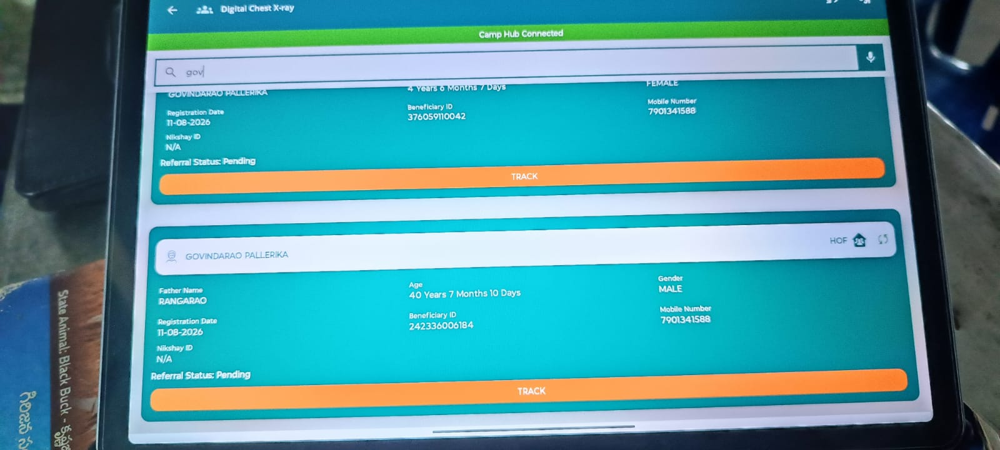 Digital Chest X-ray
Camp Hub Connected
gov
GOVINDARAO PALLERIKA
4 Years 6 Months 7 Days
FEMALE
Registration Date
11-08-2026
Beneficiary ID
376059110042
Mobile Number
7901341588
Nikshay ID
N/A
Referral Status: Pending
TRACK
GOVINDARAO PALLERIKA
HOF
Father Name
RANGARAO
Age
40 Years 7 Months 10 Days
Gender
MALE
Registration Date
11-08-2026
Beneficiary ID
242336006184
Mobile Number
7901341588
Nikshay ID
N/A
Referral Status: Pending
TRACK
State Animal: Black Buck -
గిరిజన